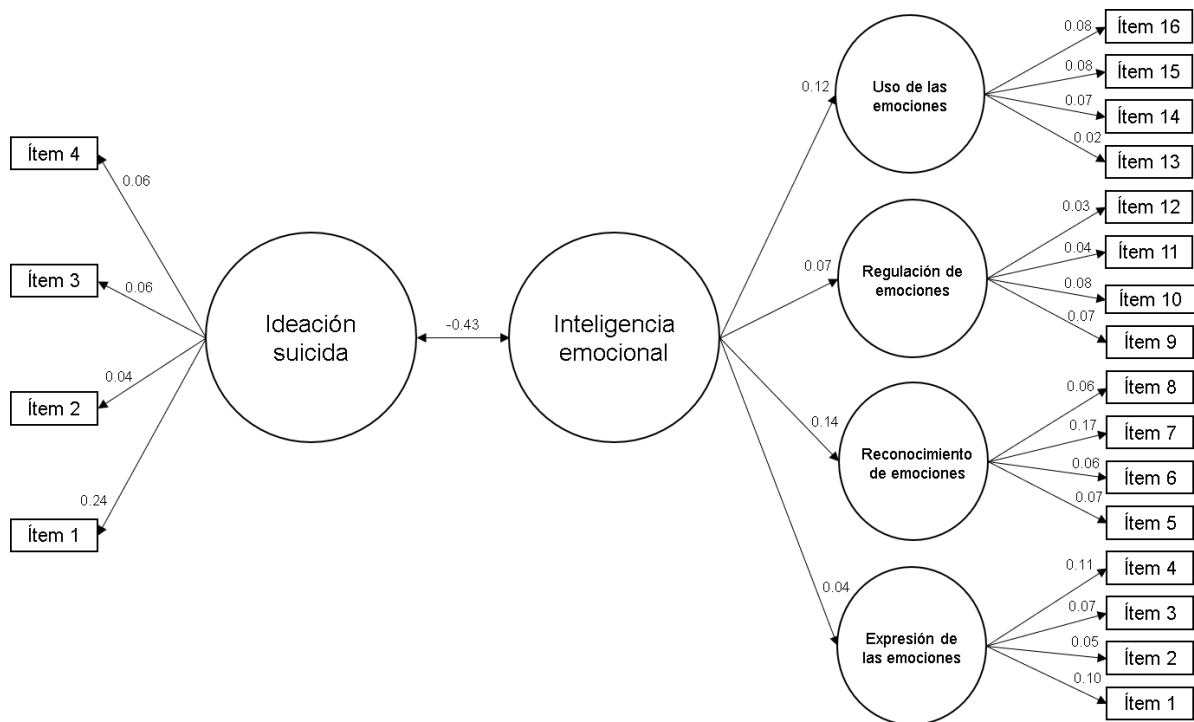 Ítem 4
Ítem 3
Ítem 2
Ítem 1
0.06
0.06
0.04
0.24
Ideación
suicida
-0.43
Inteligencia
emocional
0.12
0.07
0.14
0.04
Uso de las
emociones
0.08
0.08
0.07
0.02
Ítem 16
Ítem 15
Ítem 14
Ítem 13
Regulación de
emociones
0.03
0.04
0.08
0.07
Ítem 12
Ítem 11
Ítem 10
Ítem 9
Reconocimiento
de emociones
0.06
0.17
0.06
0.07
Ítem 8
Ítem 7
Ítem 6
Ítem 5
Expresión de
las emociones
0.11
0.07
0.05
0.10
Ítem 4
Ítem 3
Ítem 2
Ítem 1